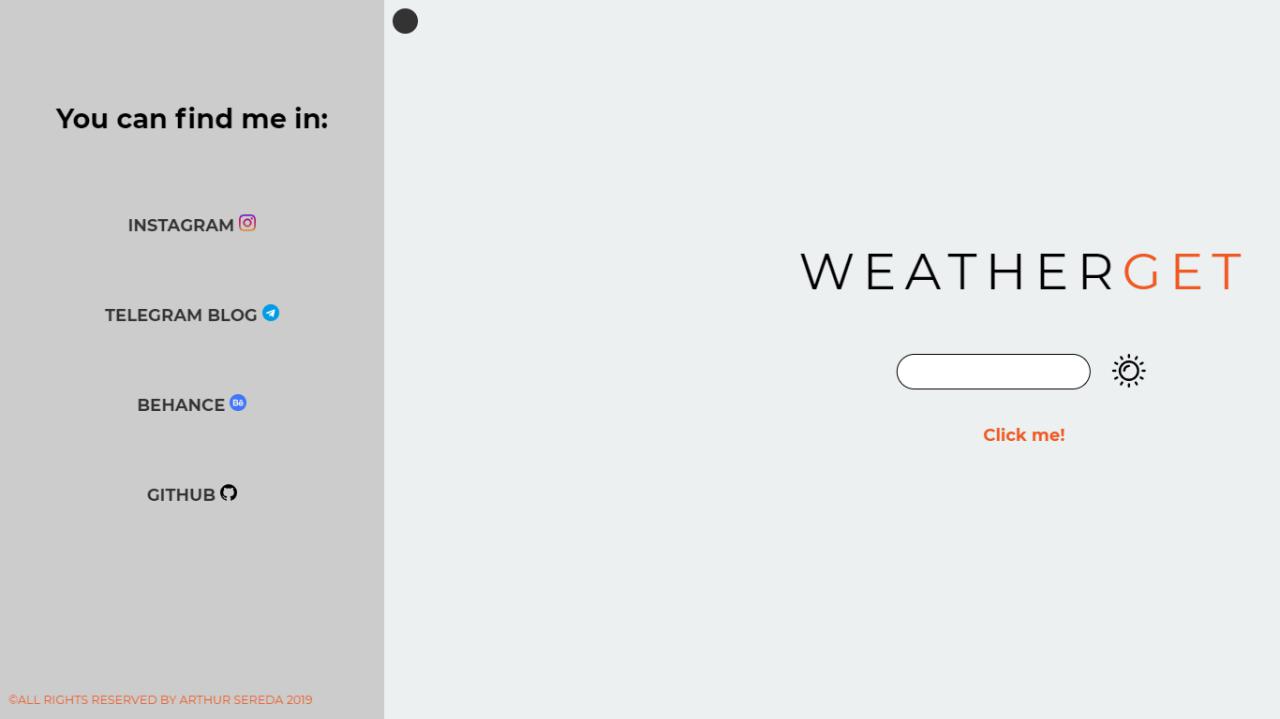 You can find me in:
INSTAGRAM
TELEGRAM BLOG
BEHANCE
GITHUB
©ALL RIGHTS RESERVED BY ARTHUR SEREDA 2019
WEATHERGET
Click me!